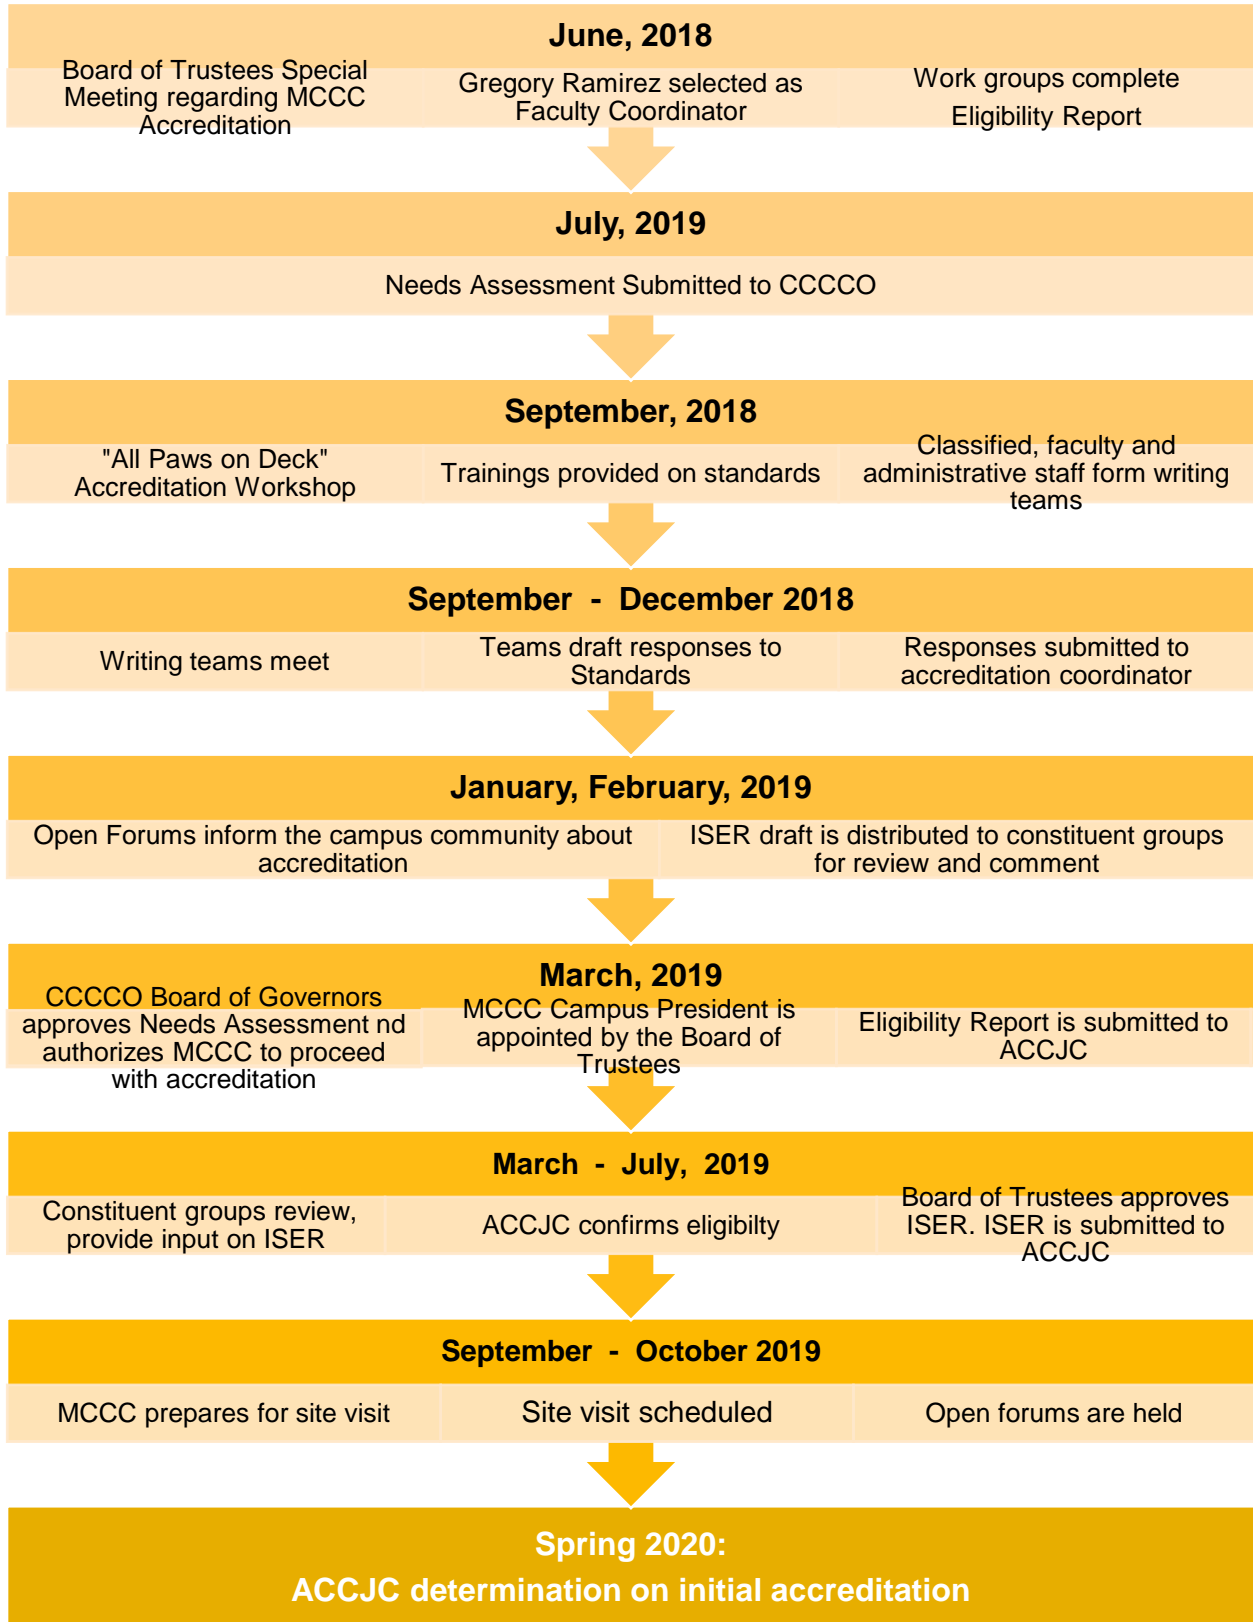 June, 2018
Board of Trustees Special
Meeting regarding MCCC
Accreditation
Gregory Ramirez selected as
Faculty Coordinator
Work groups complete
Eligibility Report
July, 2019
Needs Assessment Submitted to CCCCO
September, 2018
"All Paws on Deck"
Accreditation Workshop
Trainings provided on standards
Classified, faculty and
administrative staff form writing
teams
September - December 2018
Writing teams meet
Teams draft responses to
Standards
Responses submitted to
accreditation coordinator
January, February, 2019
Open Forums inform the campus community about
accreditation
ISER draft is distributed to constituent groups
for review and comment
March, 2019
CCCCO Board of Governors
approves Needs Assessment nd
authorizes MCCC to proceed
with accreditation
MCCC Campus President is
appointed by the Board of
Trustees
Eligibility Report is submitted to
ACCJC
March - July, 2019
Constituent groups review,
provide input on ISER
ACCJC confirms eligibilty
Board of Trustees approves
ISER. ISER is submitted to
ACCJC
September - October 2019
MCCC prepares for site visit
Site visit scheduled
Open forums are held
Spring 2020:
ACCJC determination on initial accreditation